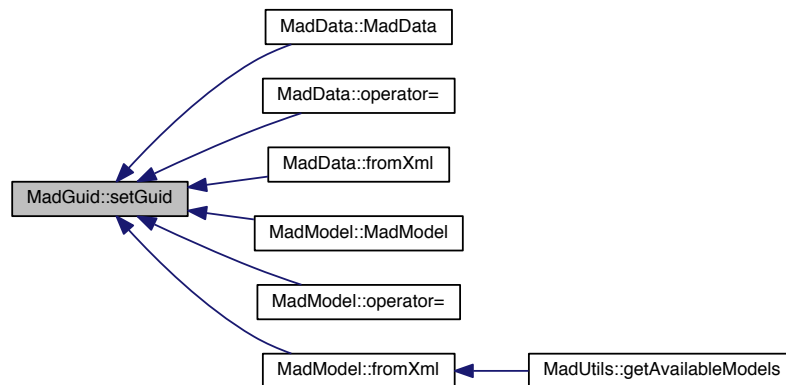 MadData::MadData
MadData::operator=
MadData::fromXml
MadGuid::setGuid
MadModel::MadModel
MadModel::operator=
MadModel::fromXml
MadUtils::getAvailableModels